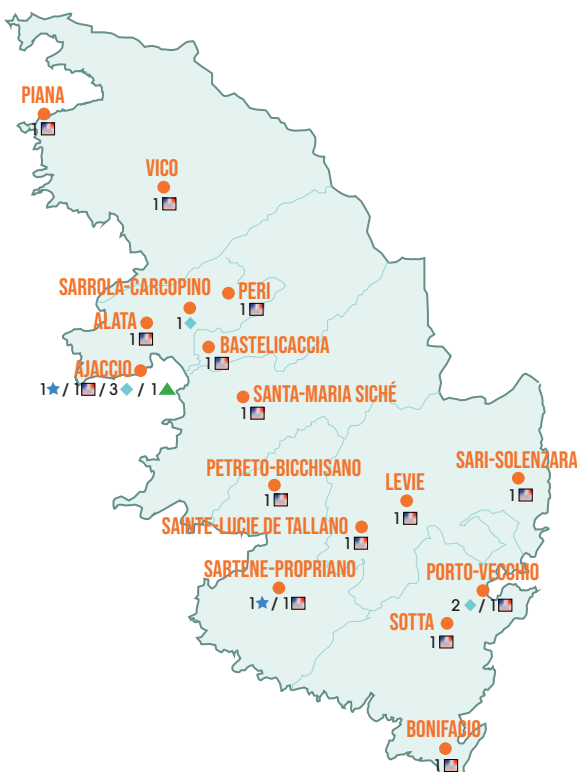 PIANA
1
VICO
1
SARROLA-CARCOPINO
1
PERI
1
ALATA
1
BASTELICACCIA
1
AJACCIO
1 / 1 / 3 / 1
SANTA-MARIA SICHÉ
1
PETRETO-BICCHISANO
1
LEVIE
1
SARI-SOLENZARA
1
SAINTE-LUCIE DE TALLANO
1
SARTENE-PROPRIANO
1 / 1
PORTO-VECCHIO
2 / 1
SOTTA
1
BONIFACIO
1